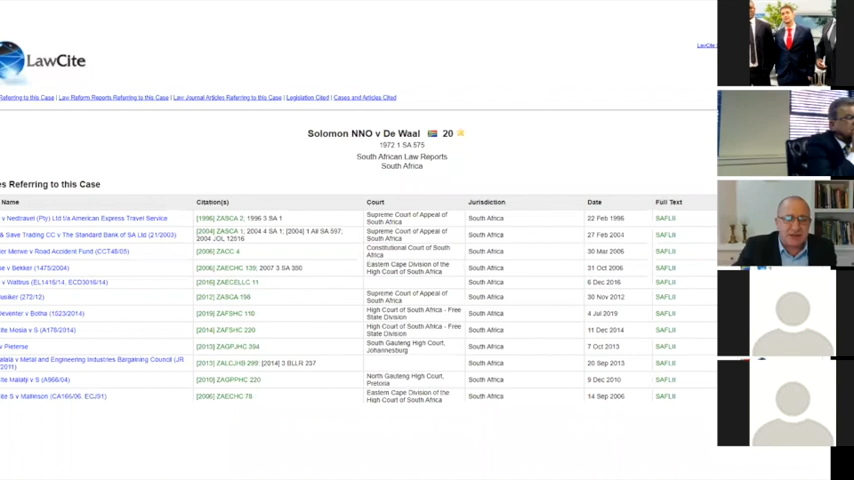 LawCite
LawCite
Referring to this Case | Law Reform Reports Referring to this Case | Law Journal Articles Referring to this Case | Legislation Cited | Cases and Articles Cited
Solomon NNO v De Waal 20
1972 1 SA 575
South African Law Reports
South Africa
es Referring to this Case
Name Citation(s) Court Jurisdiction Date Full Text
v Nedtravel (Pty) Ltd t/a American Express Travel Service [1996] ZASCA 2; 1996 3 SA 1 Supreme Court of Appeal of South Africa South Africa 22 Feb 1996 SAFLII
& Save Trading CC v The Standard Bank of SA Ltd (21/2003) [2004] ZASCA 1; 2004 4 SA 1; [2004] 1 All SA 597; 2004 JOL 12516 Supreme Court of Appeal of South Africa South Africa 27 Feb 2004 SAFLII
er Merwe v Road Accident Fund (CCT48/05) [2006] ZACC 4 Constitutional Court of South Africa South Africa 30 Mar 2006 SAFLII
e v Bekker (1475/2004) [2006] ZAECHC 139; 2007 3 SA 350 Eastern Cape Division of the High Court of South Africa South Africa 31 Oct 2006 SAFLII
v Wattrus (EL1416/14, ECD3016/14) [2016] ZAECELLC 11 South Africa 6 Dec 2016 SAFLII
usiker (272/12) [2012] ZASCA 198 Supreme Court of Appeal of South Africa South Africa 30 Nov 2012 SAFLII
eventer v Botha (1023/2014) [2019] ZAFSHC 110 High Court of South Africa - Free State Division South Africa 4 Jul 2019 SAFLII
ite Mosia v S (A178/2014) [2014] ZAFSHC 220 High Court of South Africa - Free State Division South Africa 11 Dec 2014 SAFLII
v Pieterse [2013] ZAGPJHC 394 South Gauteng High Court, Johannesburg South Africa 7 Oct 2013 SAFLII
v Metal and Engineering Industries Bargaining Council (JR /2011) [2013] ZALCJHB 299; [2014] 3 BLLR 237 South Africa 20 Sep 2013 SAFLII
ite Malatji v S (A966/04) [2010] ZAGPPHC 220 North Gauteng High Court, Pretoria South Africa 9 Dec 2010 SAFLII
ite S v Mallinson (CA166/06, ECJ91) [2006] ZAECHC 78 Eastern Cape Division of the High Court of South Africa South Africa 14 Sep 2006 SAFLII